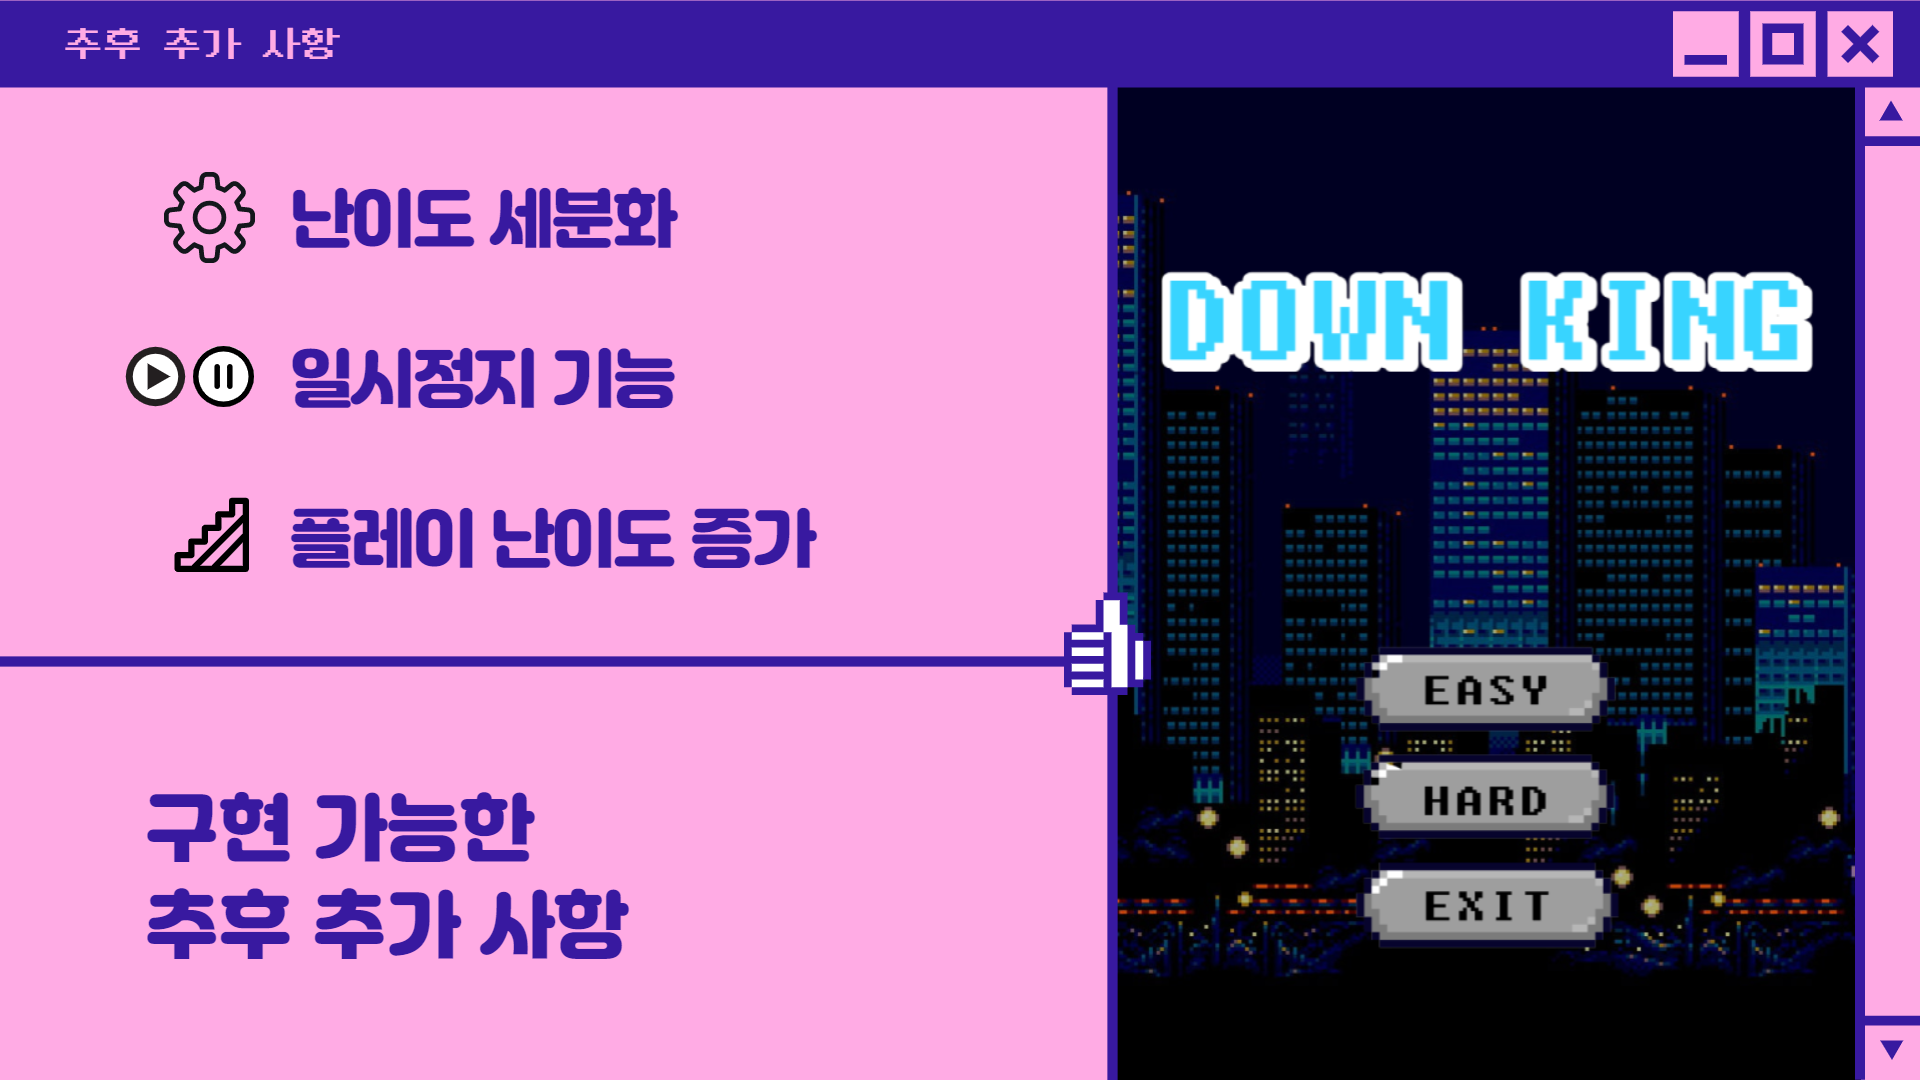 추후 추가 사항
난이도 세분화
일시정지 기능
플레이 난이도 증가
구현 가능한
추후 추가 사항
DOWN KING
EASY
HARD
EXIT